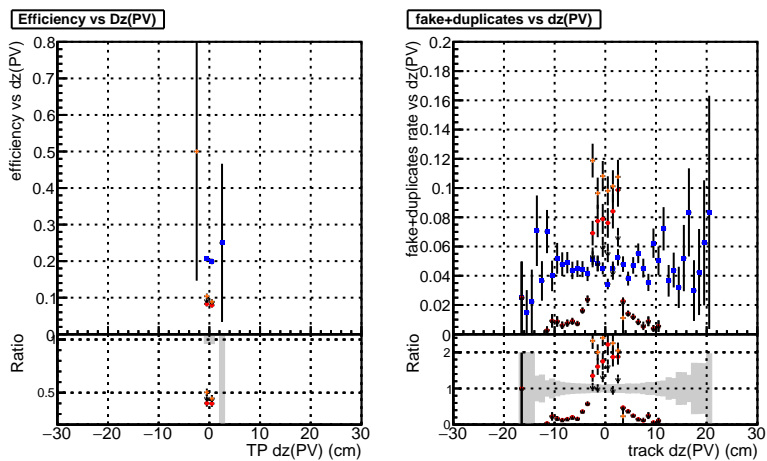 Efficiency vs Dz(PV)
efficiency vs dz(PV)
0.8
0.7
0.6
0.5
0.4
0.3
0.2
0.1
0
Ratio
1
0.5
−30 −20 −10 0 10 20 30
TP dz(PV) (cm)
fake+duplicates vs dz(PV)
fake+duplicates rate vs dz(PV)
0.2
0.18
0.16
0.14
0.12
0.1
0.08
0.06
0.04
0.02
0
Ratio
2
1
0
−30 −20 −10 0 10 20 30
track dz(PV) (cm)